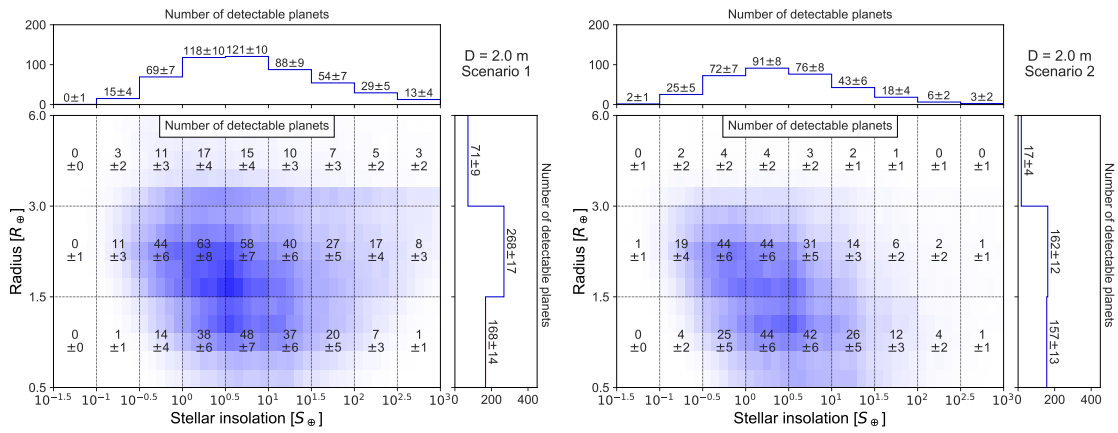 Number of detectable planets
200
100
0
0±1
15±4
69±7
118±10
121±10
88±9
54±7
29±5
13±4
D = 2.0 m
Scenario 1
Number of detectable planets
6.0
3.0
1.5
0.5
Radius [R⊕]
0 3 11 17 15 10 7 5 3
±0 ±2 ±3 ±4 ±4 ±3 ±3 ±2 ±2
0 11 44 63 58 40 27 17 8
±1 ±3 ±6 ±8 ±7 ±6 ±5 ±4 ±3
0 1 14 38 48 37 20 7 1
±0 ±1 ±4 ±6 ±7 ±6 ±5 ±3 ±1
10^−1.5 10^−1 10^−0.5 10^0 10^0.5 10^1 10^1.5 10^2 10^2.5 10^3
Stellar insolation [S⊕]
71±9
268±17
168±14
Number of detectable planets
30 200 400
Number of detectable planets
200
100
0
2±1
25±5
72±7
91±8
76±8
43±6
18±4
6±2
3±2
D = 2.0 m
Scenario 2
Number of detectable planets
6.0
3.0
1.5
0.5
Radius [R⊕]
0 2 4 4 3 2 1 0 0
±1 ±2 ±2 ±2 ±2 ±1 ±1 ±1 ±1
1 19 44 44 31 14 6 2 1
±1 ±4 ±6 ±6 ±5 ±3 ±2 ±2 ±1
0 4 25 44 42 26 12 4 1
±1 ±2 ±5 ±6 ±6 ±5 ±3 ±2 ±1
10^−1.5 10^−1 10^−0.5 10^0 10^0.5 10^1 10^1.5 10^2 10^2.5 10^3
Stellar insolation [S⊕]
17±4
162±12
157±13
Number of detectable planets
0 200 400